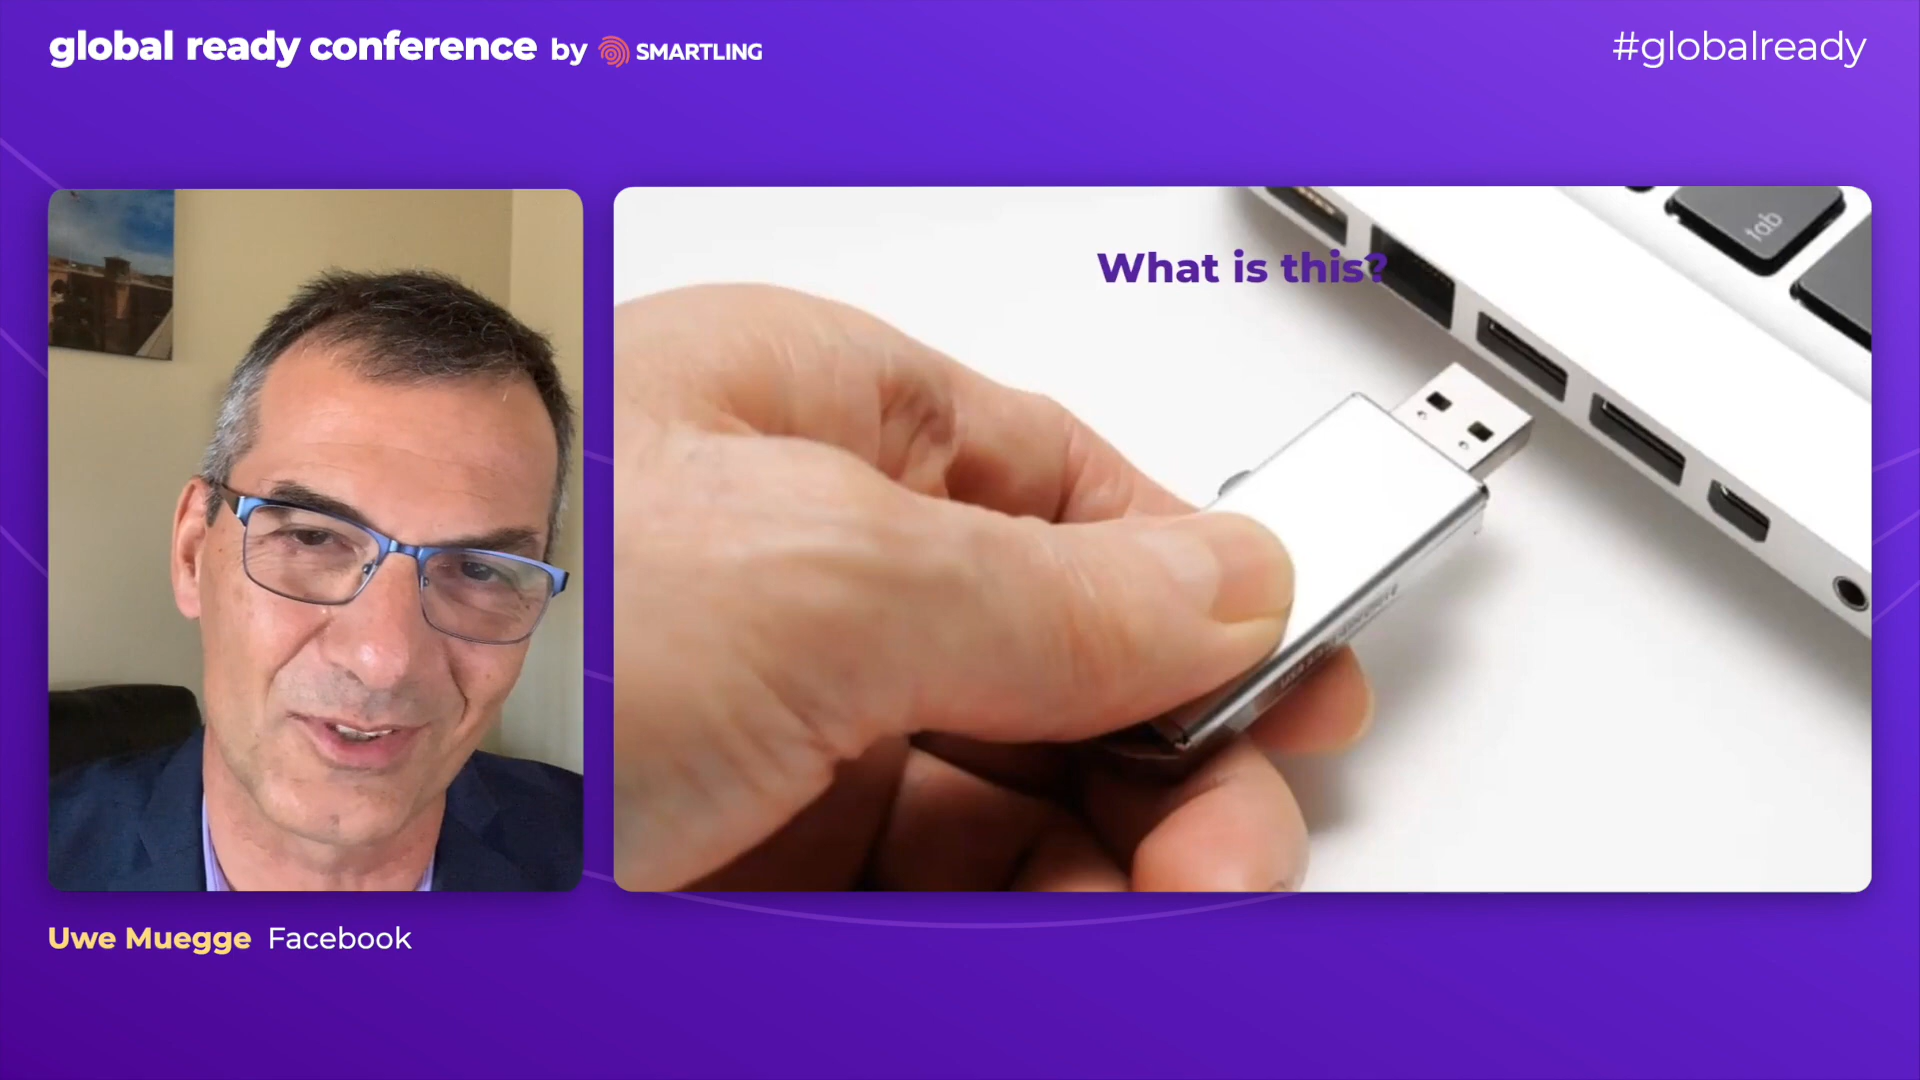 global ready conference by SMARTLING
#globalready
What is this?
tab
Uwe Muegge Facebook